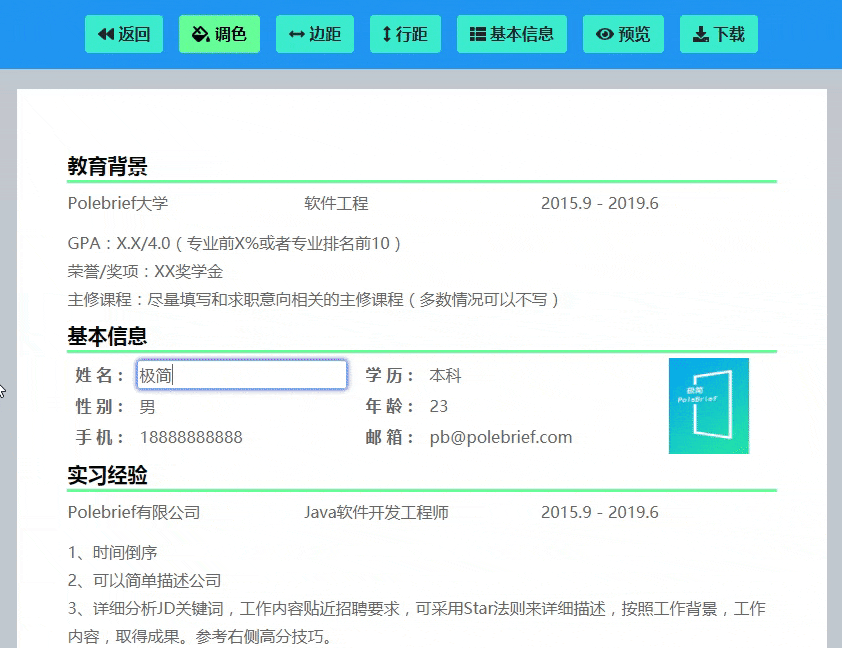 返回 调色 边距 行距 基本信息 预览 下载
教育背景
Polebrief大学 软件工程 2015.9 - 2019.6
GPA：X.X/4.0（专业前X%或者专业排名前10）
荣誉/奖项：XX奖学金
主修课程：尽量填写和求职意向相关的主修课程（多数情况可以不写）
基本信息
姓 名： 极简 学 历： 本科
极简
PoleBrief
性 别： 男 年 龄： 23
手 机： 18888888888 邮 箱： pb@polebrief.com
实习经验
Polebrief有限公司 Java软件开发工程师 2015.9 - 2019.6
1、时间倒序
2、可以简单描述公司
3、详细分析JD关键词，工作内容贴近招聘要求，可采用Star法则来详细描述，按照工作背景，工作
内容，取得成果。参考右侧高分技巧。